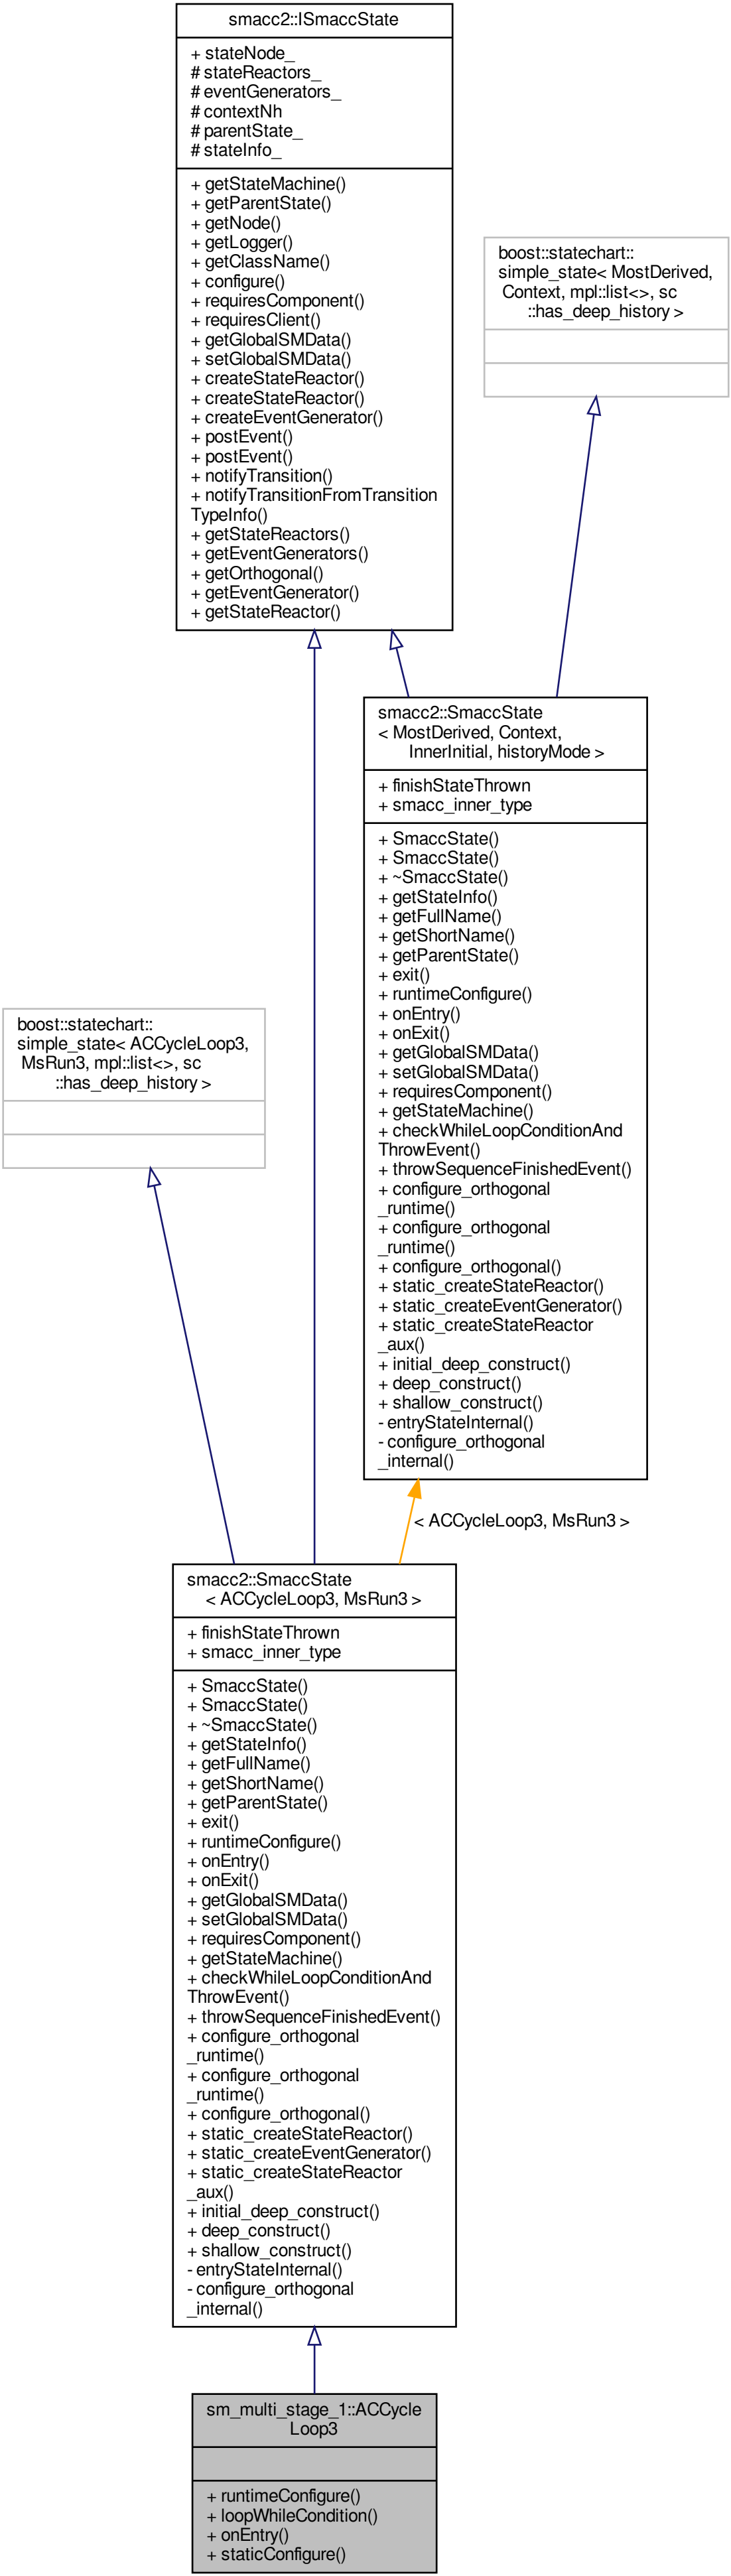 smacc2::ISmaccState
+ stateNode_
# stateReactors_
# eventGenerators_
# contextNh
# parentState_
# stateInfo_
+ getStateMachine()
+ getParentState()
+ getNode()
+ getLogger()
+ getClassName()
+ configure()
+ requiresComponent()
+ requiresClient()
+ getGlobalSMData()
+ setGlobalSMData()
+ createStateReactor()
+ createStateReactor()
+ createEventGenerator()
+ postEvent()
+ postEvent()
+ notifyTransition()
+ notifyTransitionFromTransition
TypeInfo()
+ getStateReactors()
+ getEventGenerators()
+ getOrthogonal()
+ getEventGenerator()
+ getStateReactor()
boost::statechart::
simple_state< MostDerived,
Context, mpl::list<>, sc
::has_deep_history >
smacc2::SmaccState
< MostDerived, Context,
InnerInitial, historyMode >
+ finishStateThrown
+ smacc_inner_type
+ SmaccState()
+ SmaccState()
+ ~SmaccState()
+ getStateInfo()
+ getFullName()
+ getShortName()
+ getParentState()
+ exit()
+ runtimeConfigure()
+ onEntry()
+ onExit()
+ getGlobalSMData()
+ setGlobalSMData()
+ requiresComponent()
+ getStateMachine()
+ checkWhileLoopConditionAnd
ThrowEvent()
+ throwSequenceFinishedEvent()
+ configure_orthogonal
_runtime()
+ configure_orthogonal
_runtime()
+ configure_orthogonal()
+ static_createStateReactor()
+ static_createEventGenerator()
+ static_createStateReactor
_aux()
+ initial_deep_construct()
+ deep_construct()
+ shallow_construct()
- entryStateInternal()
- configure_orthogonal
_internal()
boost::statechart::
simple_state< ACCycleLoop3,
MsRun3, mpl::list<>, sc
::has_deep_history >
< ACCycleLoop3, MsRun3 >
smacc2::SmaccState
< ACCycleLoop3, MsRun3 >
+ finishStateThrown
+ smacc_inner_type
+ SmaccState()
+ SmaccState()
+ ~SmaccState()
+ getStateInfo()
+ getFullName()
+ getShortName()
+ getParentState()
+ exit()
+ runtimeConfigure()
+ onEntry()
+ onExit()
+ getGlobalSMData()
+ setGlobalSMData()
+ requiresComponent()
+ getStateMachine()
+ checkWhileLoopConditionAnd
ThrowEvent()
+ throwSequenceFinishedEvent()
+ configure_orthogonal
_runtime()
+ configure_orthogonal
_runtime()
+ configure_orthogonal()
+ static_createStateReactor()
+ static_createEventGenerator()
+ static_createStateReactor
_aux()
+ initial_deep_construct()
+ deep_construct()
+ shallow_construct()
- entryStateInternal()
- configure_orthogonal
_internal()
sm_multi_stage_1::ACCycle
Loop3
+ runtimeConfigure()
+ loopWhileCondition()
+ onEntry()
+ staticConfigure()